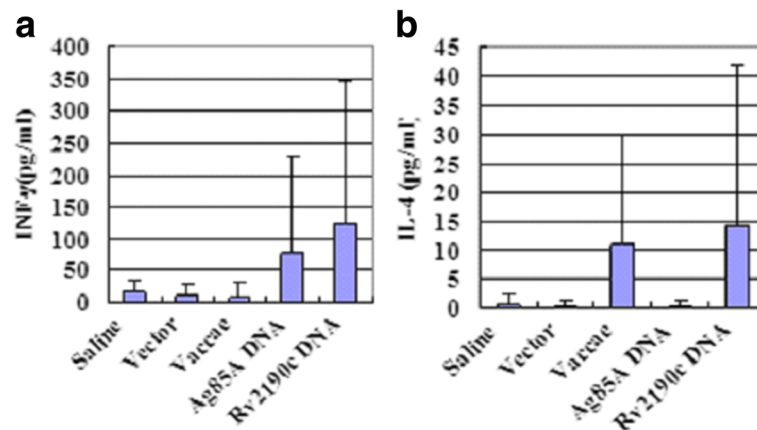 a
400
350
300
250
200
150
100
50
0
INF-γ(pg/ml)
Saline
Vector
Vaccae
Ag85A DNA
Rv2190c DNA
b
45
40
35
30
25
20
15
10
5
0
IL-4 (pg/ml)
Saline
Vector
Vaccae
Ag85A DNA
Rv2190c DNA